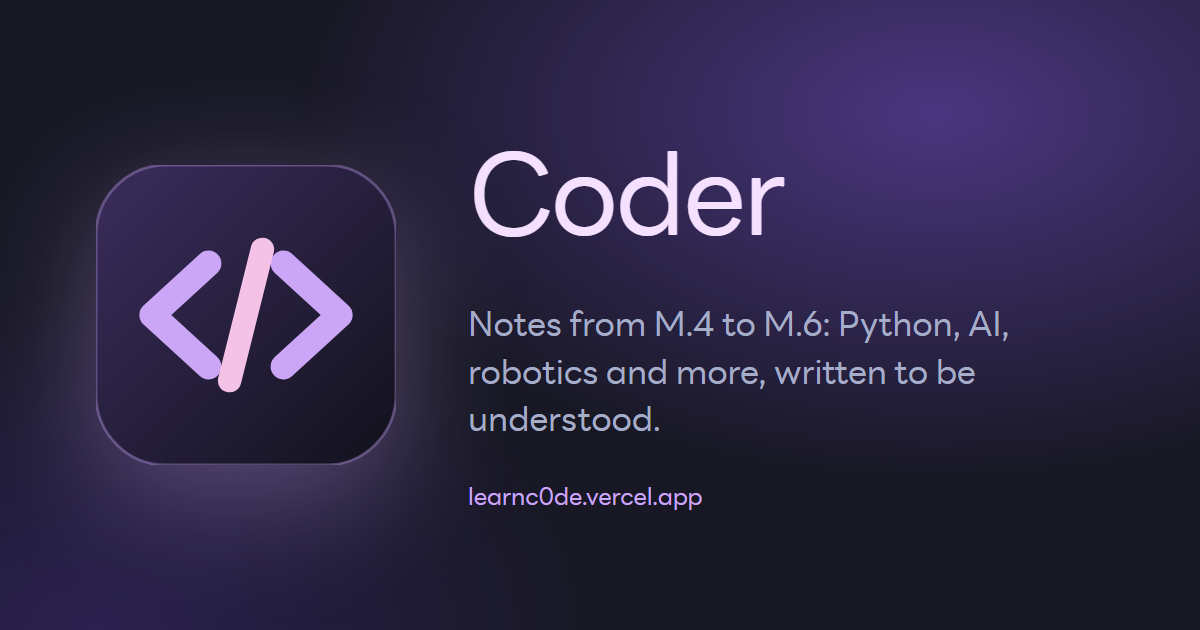 Coder
Notes from M.4 to M.6: Python, AI,
robotics and more, written to be
understood.
learnc0de.vercel.app